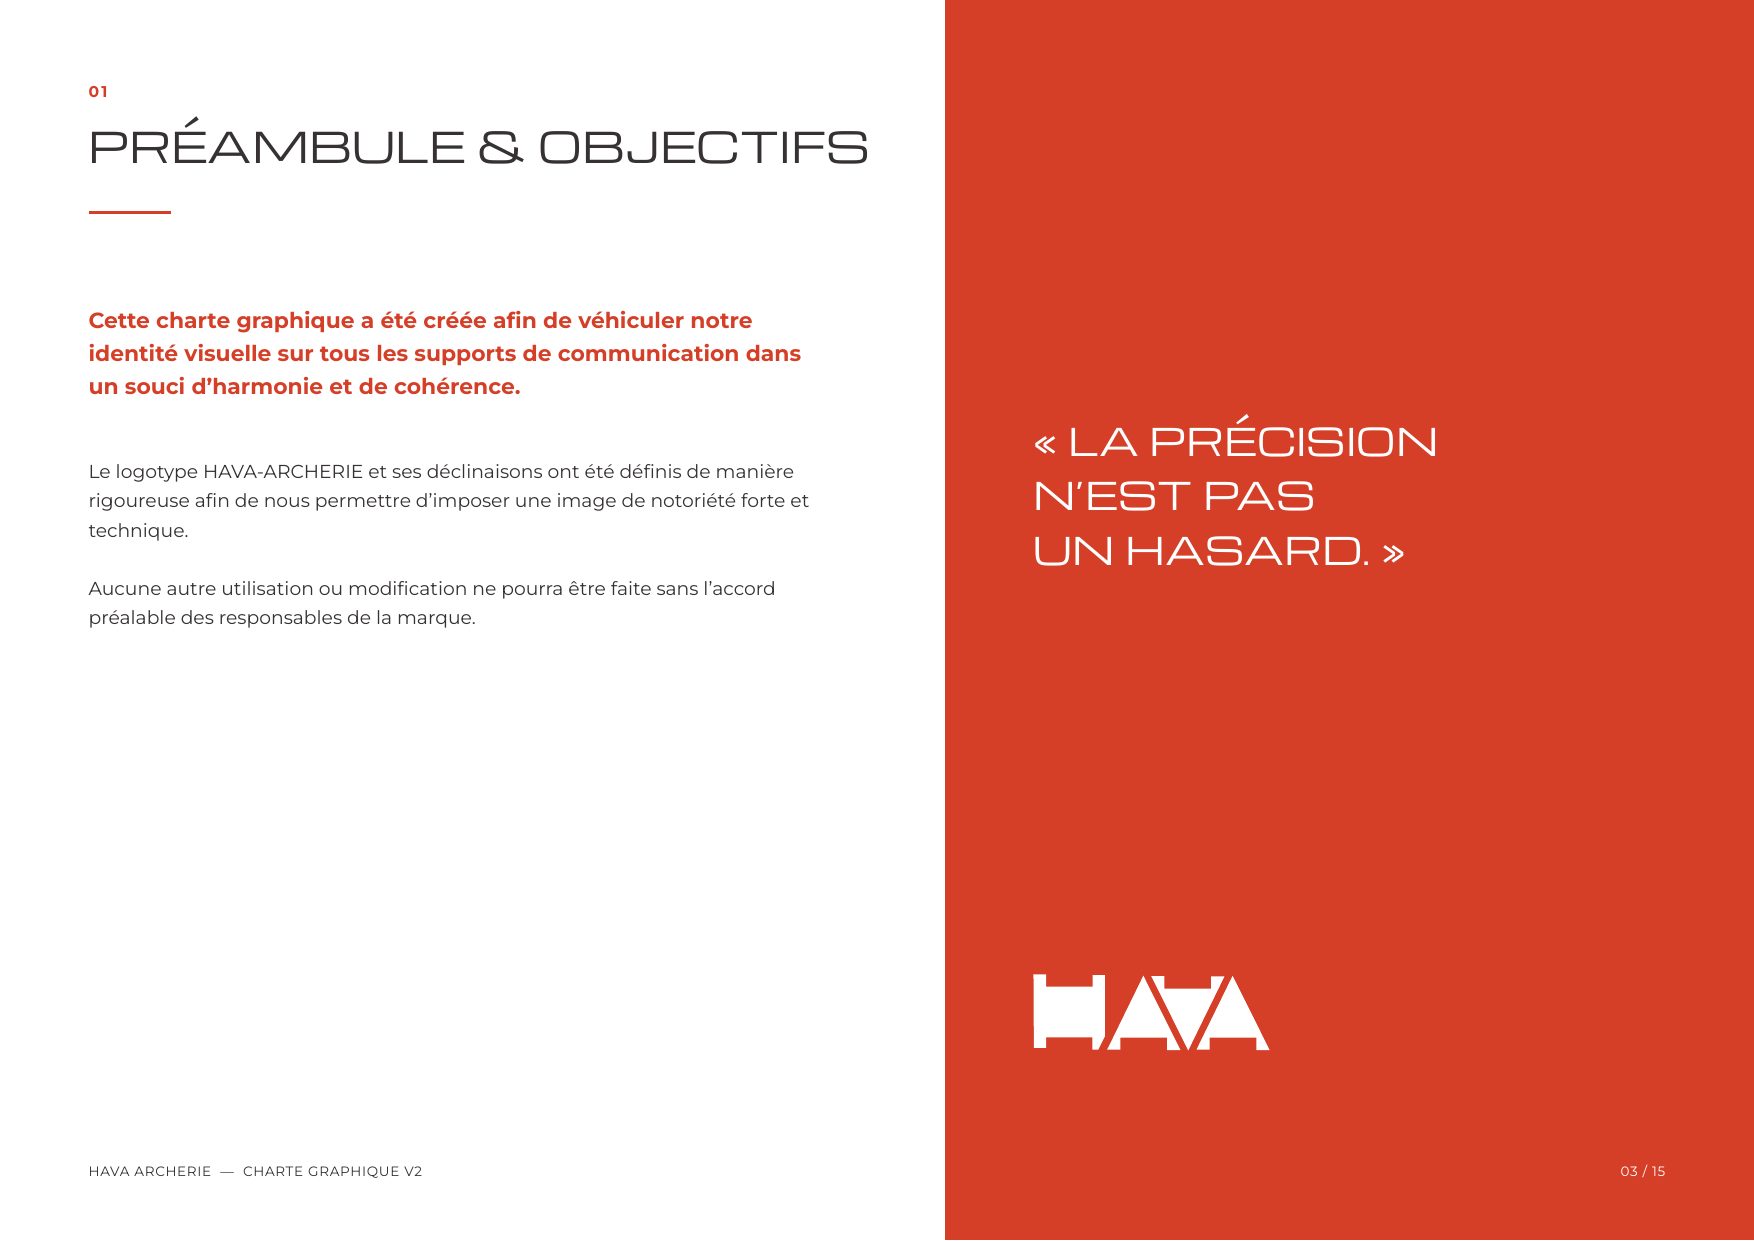 01
PRÉAMBULE & OBJECTIFS
Cette charte graphique a été créée afin de véhiculer notre
identité visuelle sur tous les supports de communication dans
un souci d’harmonie et de cohérence.
Le logotype HAVA-ARCHERIE et ses déclinaisons ont été définis de manière
rigoureuse afin de nous permettre d’imposer une image de notoriété forte et
technique.
Aucune autre utilisation ou modification ne pourra être faite sans l’accord
préalable des responsables de la marque.
HAVA ARCHERIE — CHARTE GRAPHIQUE V2
« LA PRÉCISION
N’EST PAS
UN HASARD. »
HAVA
03 / 15